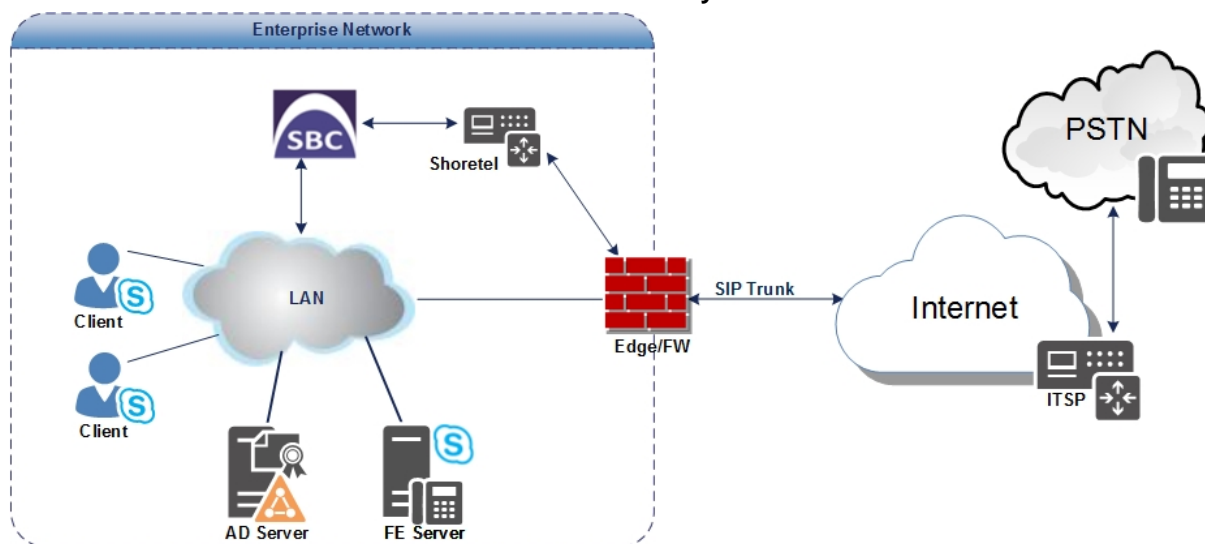 Enterprise Network
SBC
Shoretel
PSTN
Client
LAN
SIP Trunk
Internet
Edge/FW
Client
ITSP
AD Server
FE Server